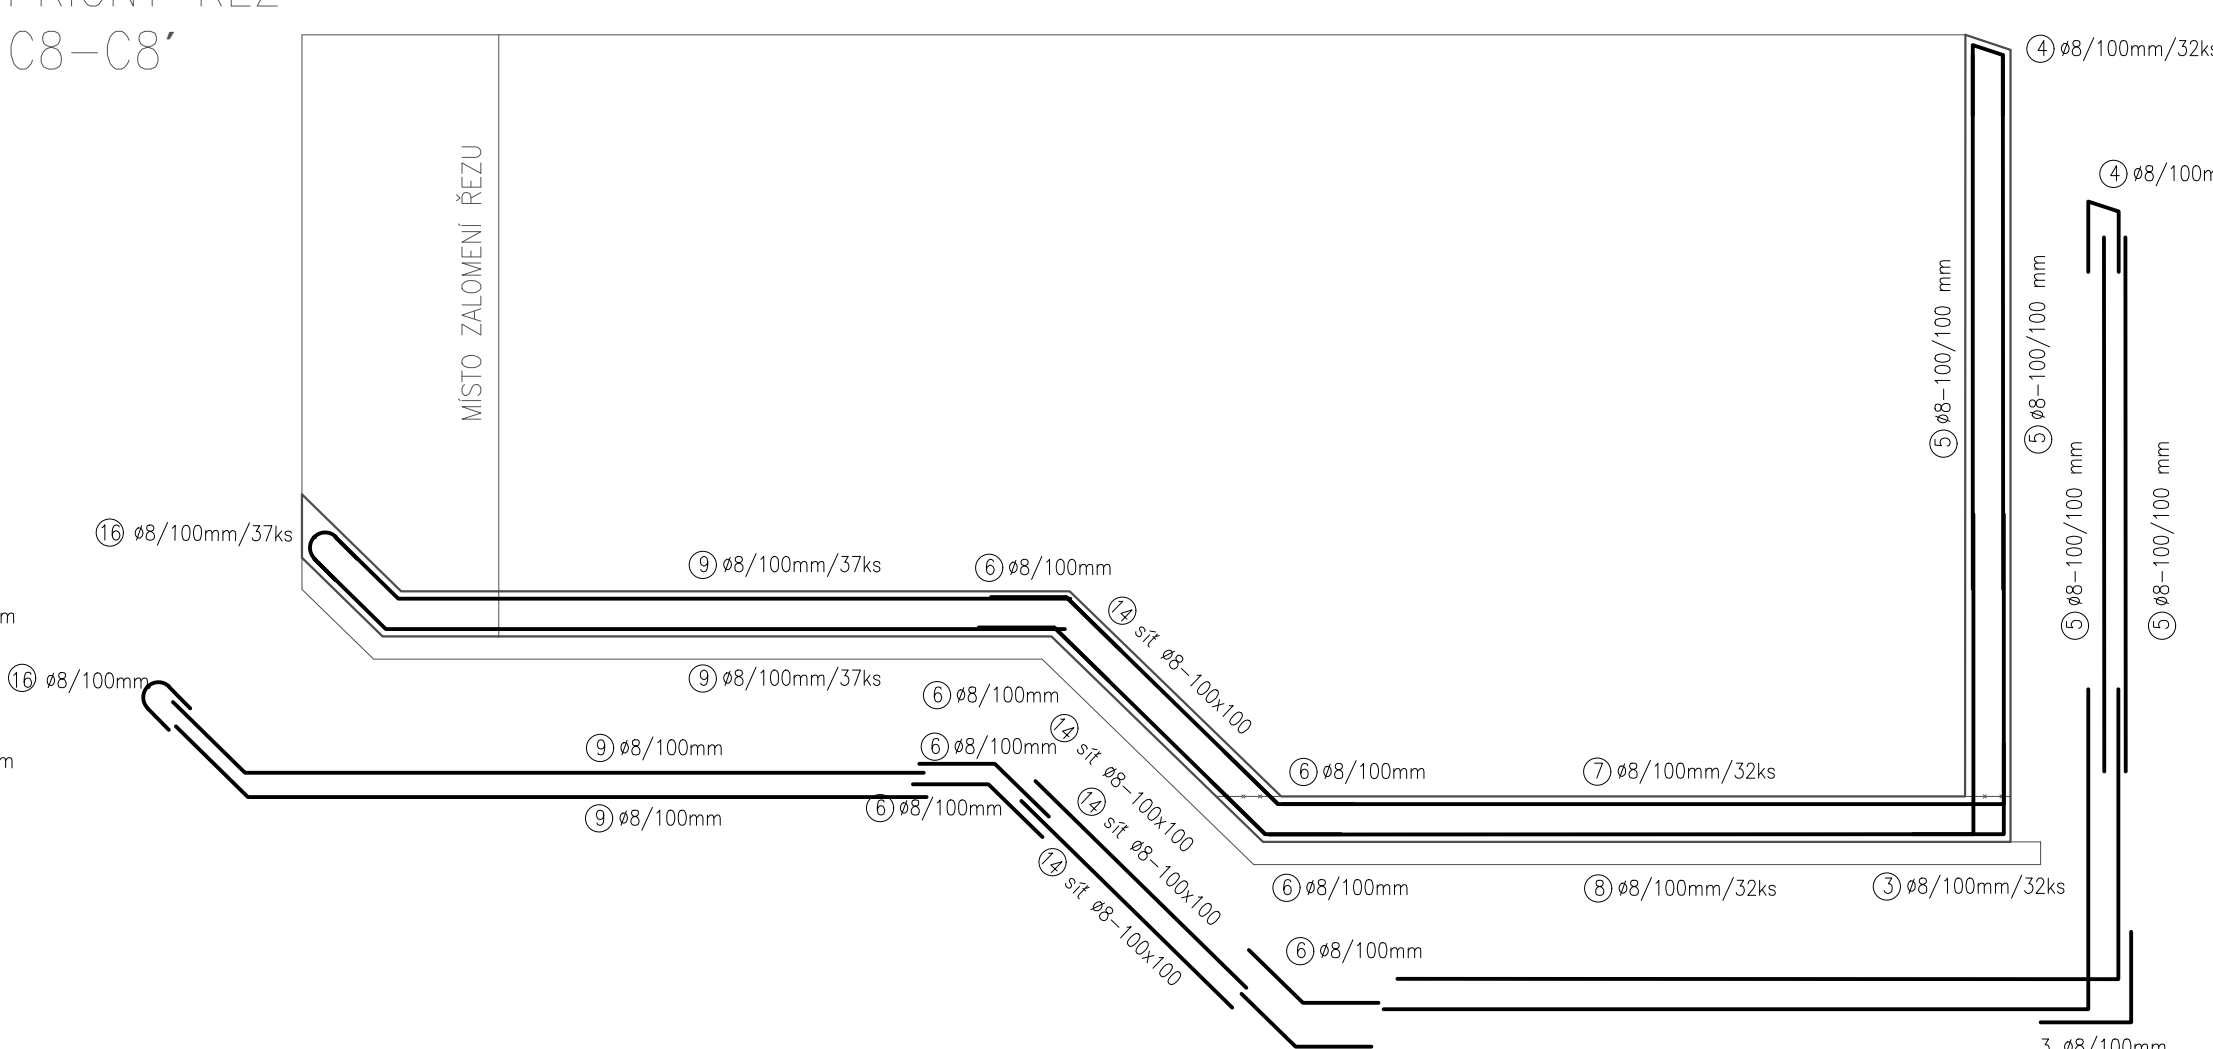 C8-C8'
④ ø8/100mm/32ks
MÍSTO ZALOMENÍ ŘEZU
④ ø8/100m
⑤ ø8-100/100 mm
⑤ ø8-100/100 mm
⑤ ø8-100/100 mm
⑤ ø8-100/100 mm
⑯ ø8/100mm/37ks
⑨ ø8/100mm/37ks
⑥ ø8/100mm
⑭ síť ø8-100x100
m
⑯ ø8/100mm
⑨ ø8/100mm/37ks
⑥ ø8/100mm
⑭ síť ø8-100x100
⑨ ø8/100mm
⑥ ø8/100mm
m
⑥ ø8/100mm
⑦ ø8/100mm/32ks
⑨ ø8/100mm
⑥ ø8/100mm
⑭ síť ø8-100x100
⑭ síť ø8-100x100
⑥ ø8/100mm
⑧ ø8/100mm/32ks
③ ø8/100mm/32ks
⑥ ø8/100mm
3 ø8/100mm